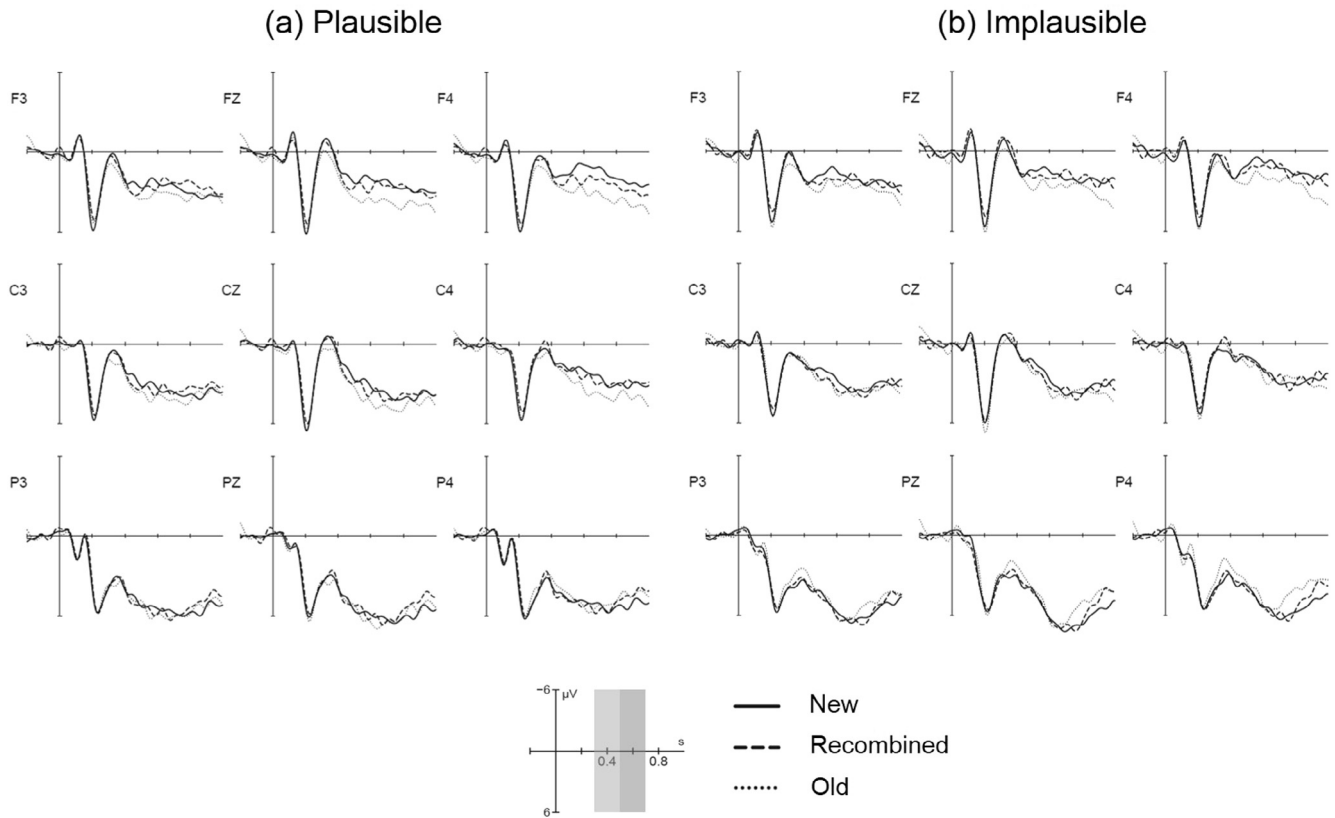 (a) Plausible
(b) Implausible
F3 FZ F4 F3 FZ F4
C3 CZ C4 C3 CZ C4
P3 PZ P4 P3 PZ P4
−6 µV
s
0.4 0.8
6
New
Recombined
Old